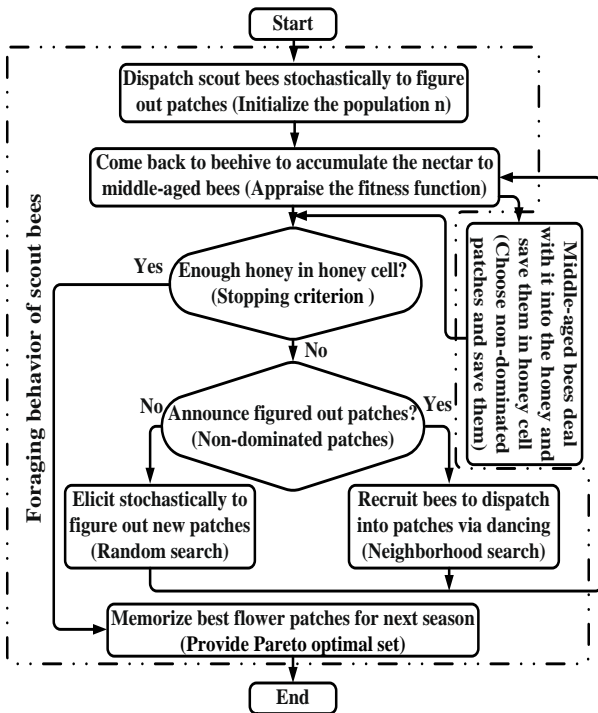 Start
Dispatch scout bees stochastically to figure
out patches (Initialize the population n)
Come back to beehive to accumulate the nectar to
middle-aged bees (Appraise the fitness function)
Middle-aged bees deal
with it into the honey and
save them in honey cell
(Choose non-dominated
patches and save them)
Foraging behavior of scout bees
Yes
Enough honey in honey cell?
(Stopping criterion )
No
No
Announce figured out patches?
Yes
(Non-dominated patches)
Elicit stochastically to
figure out new patches
(Random search)
Recruit bees to dispatch
into patches via dancing
(Neighborhood search)
Memorize best flower patches for next season
(Provide Pareto optimal set)
End